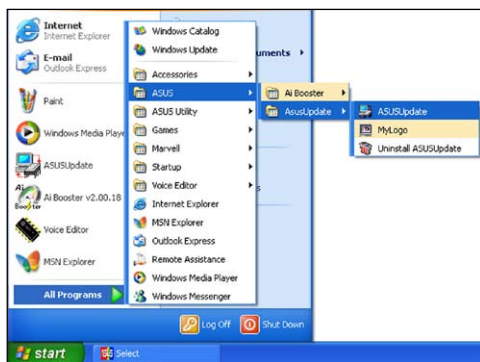 Internet
Internet Explorer
E-mail
Outlook Express
Paint
Windows Media Playe
ASUSUpdate
Ai Booster v2.00.18
Voice Editor
MSN Explorer
All Programs
Windows Catalog
Windows Update
Accessories
ASUS
ASUS Utility
Games
Marvell
Startup
Voice Editor
Internet Explorer
MSN Explorer
Outlook Express
Remote Assistance
Windows Media Player
Windows Messenger
uments
s
Ai Booster
AsusUpdate
ASUSUpdate
MyLogo
Uninstall ASUSUpdate
Log Off
Shut Down
start
Select